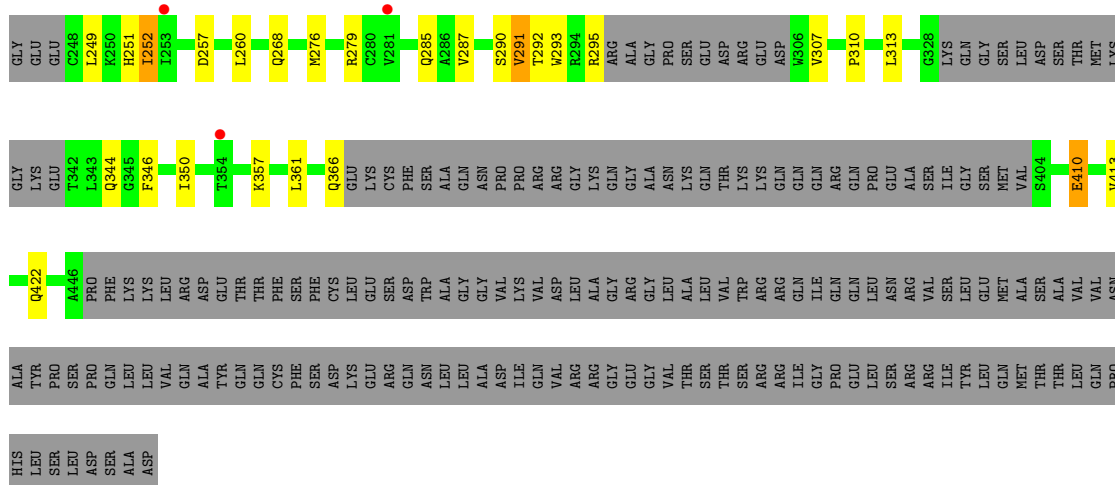 GLY GLU GLU C248 L249 K250 H251 I252 I253 D257 L260 Q268 M276 R279 C280 V281 Q285 A286 V287 S290 V291 T292 W293 R294 R295 ARG ALA GLY PRO SER GLU ASP ARG GLU ASP W306 V307 P310 L313 G328 LYS GLN GLY SER LEU ASP SER THR MET LYS
GLY LYS GLU T342 L343 Q344 G345 F346 I350 T354 K357 L361 Q366 GLU LYS CYS PHE SER ALA GLN ASN PRO PRO ARG ARG GLY LYS GLN GLY ALA ASN LYS GLN THR LYS LYS GLN GLN GLN ARG GLN PRO GLU ALA SER ILE GLY SER MET VAL S404 E410 V413
Q422 A446 PRO PHE LYS LYS LEU ARG ASP GLU THR THR PHE SER PHE CYS LEU GLU SER ASP TRP ALA GLY GLY VAL LYS VAL ASP LEU ALA GLY ARG GLY LEU ALA LEU VAL TRP ARG ARG GLN ILE GLY GLN GLN LEU ASN ARG VAL SER LEU GLU MET ALA SER ALA VAL VAL ASN
ALA TYR PRO SER PRO GLN LEU LEU VAL GLN ALA TYR GLN GLN CYS PHE SER ASP LYS GLU ARG GLN ASN LEU LEU ALA ASP ILE GLN VAL ARG ARG GLY GLU GLY VAL THR SER THR SER ARG ARG ILE GLY PRO GLU LEU SER ARG ARG ILE TYR LEU GLN MET THR THR LEU GLN PRO
HIS LEU SER LEU ASP SER ALA ASP